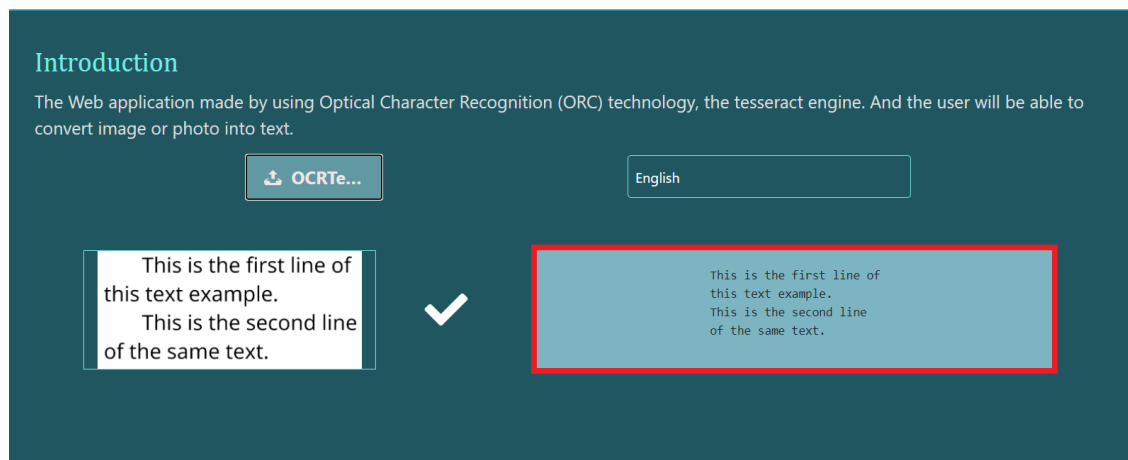 Introduction
The Web application made by using Optical Character Recognition (ORC) technology, the tesseract engine. And the user will be able to
convert image or photo into text.
OCRTe...
English
This is the first line of
this text example.
This is the second line
of the same text.
This is the first line of
this text example.
This is the second line
of the same text.